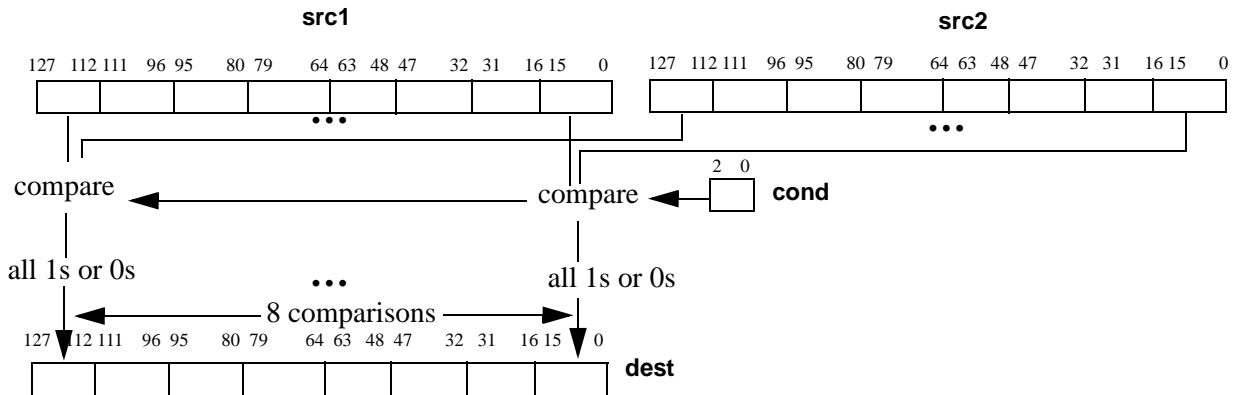 src1
src2
127 112 111 96 95 80 79 64 63 48 47 32 31 16 15 0
127 112 111 96 95 80 79 64 63 48 47 32 31 16 15 0
...
...
2 0
compare
compare
cond
all 1s or 0s
...
all 1s or 0s
8 comparisons
127 112 111 96 95 80 79 64 63 48 47 32 31 16 15 0
dest